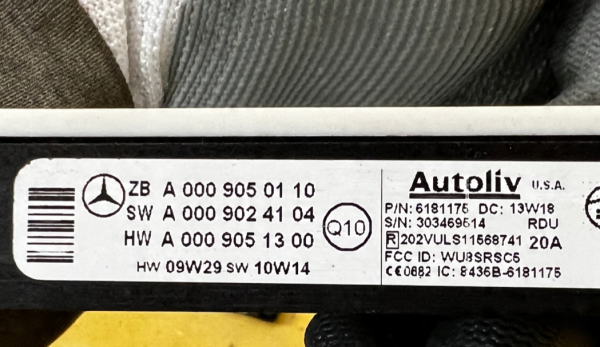 ZB A 000 905 01 10
SW A 000 902 41 04
HW A 000 905 13 00
Q10
HW 09W29 SW 10W14
Autoliv U.S.A.
P/N: 6181175 DC: 13W18
S/N: 303469514 RDU
R 202VULS11568741 20A
FCC ID: WU8SRSC5
CE0682 IC: 8436B-6181175